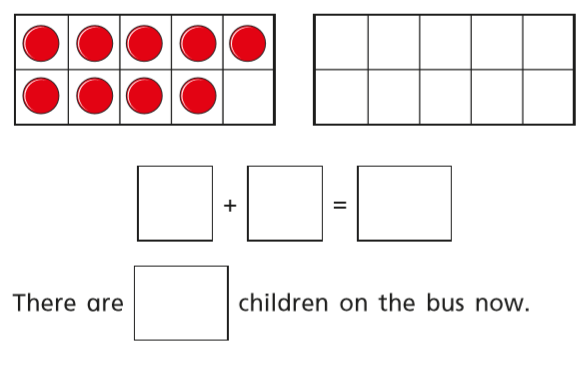 + =
There are children on the bus now.